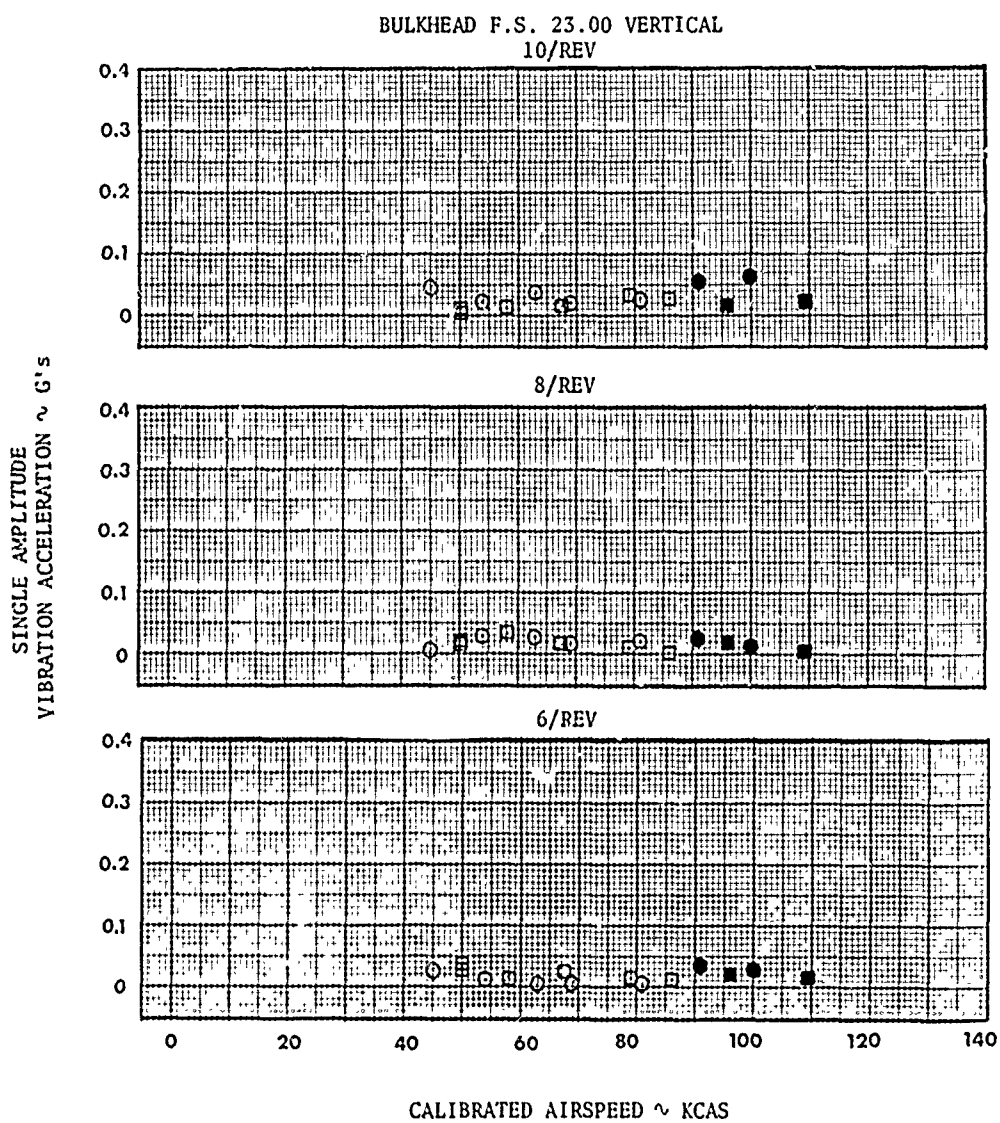 BULKHEAD F.S. 23.00 VERTICAL
10/REV
0.4
0.3
0.2
0.1
0
8/REV
0.4
0.3
0.2
0.1
0
6/REV
0.4
0.3
0.2
0.1
0
0 20 40 60 80 100 120 140
SINGLE AMPLITUDE
VIBRATION ACCELERATION ~ G's
CALIBRATED AIRSPEED ~ KCAS